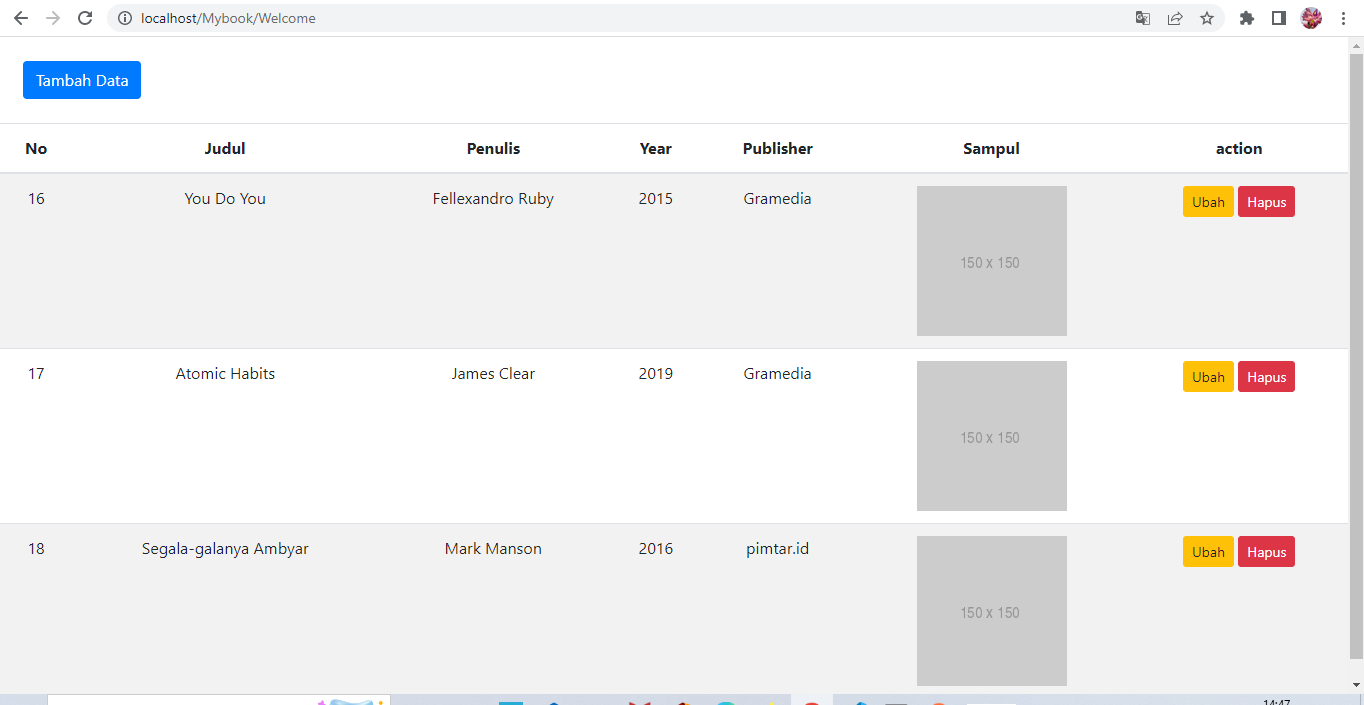 localhost/Mybook/Welcome
Tambah Data
No Judul Penulis Year Publisher Sampul action
16 You Do You Fellexandro Ruby 2015 Gramedia Ubah Hapus
150 x 150
17 Atomic Habits James Clear 2019 Gramedia Ubah Hapus
150 x 150
18 Segala-galanya Ambyar Mark Manson 2016 pimtar.id Ubah Hapus
150 x 150
14:47